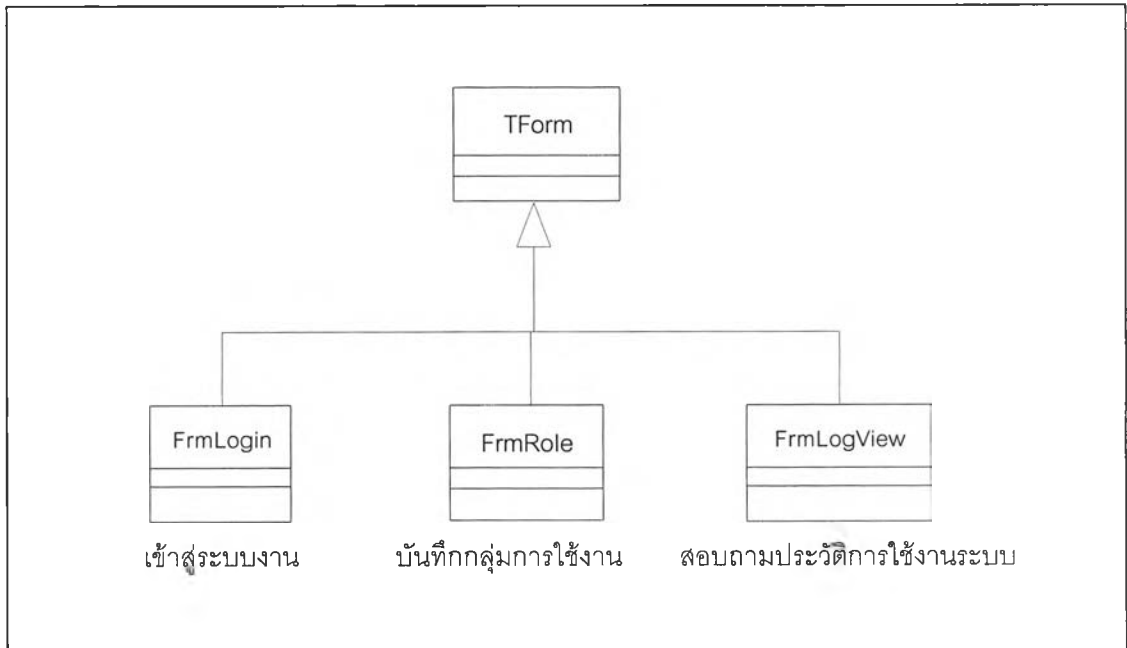 TForm
FrmLogin
FrmRole
FrmLogView
เข้าสู่ระบบงาน
บันทึกกลุ่มการใช้งาน
สอบถามประวัติการใช้งานระบบ